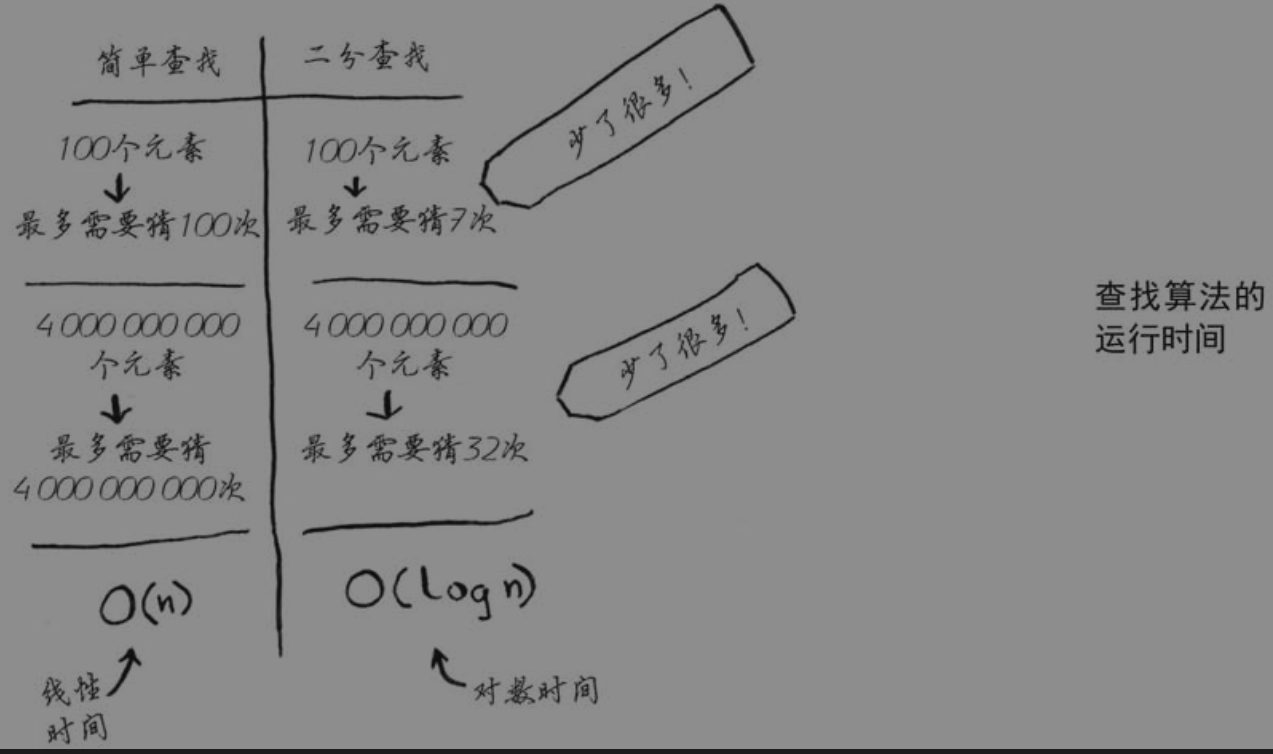 简单查找
二分查找
100个元素
100个元素
少了很多！
最多需要猜100次
最多需要猜7次
4 000 000 000
个元素
4 000 000 000
个元素
少了很多！
最多需要猜
4 000 000 000次
最多需要猜32次
O(n)
O(log n)
线性
时间
对数时间
查找算法的
运行时间